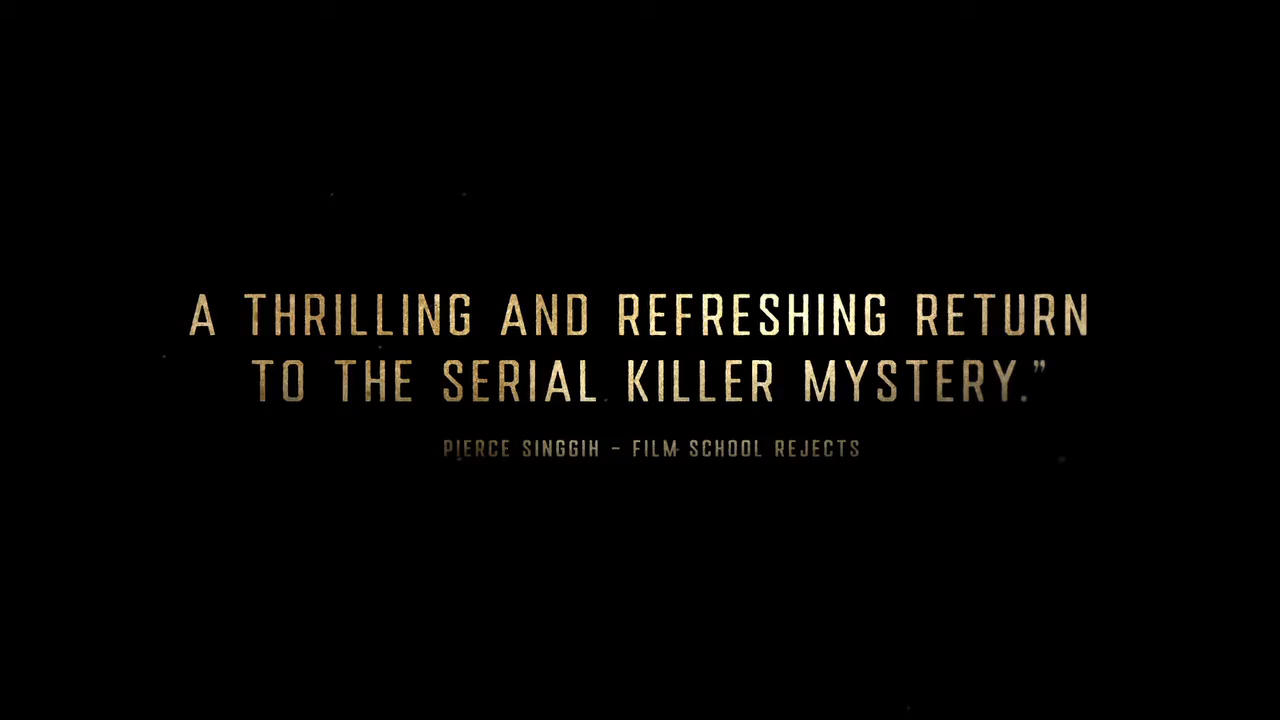 A THRILLING AND REFRESHING RETURN
TO THE SERIAL KILLER MYSTERY.”
PIERCE SINGGIH – FILM SCHOOL REJECTS